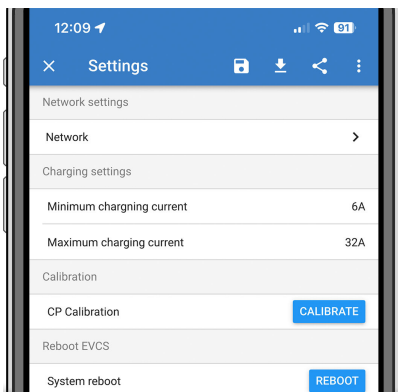 12:09
91
Settings
Network settings
Network
Charging settings
Minimum chargning current 6A
Maximum charging current 32A
Calibration
CP Calibration CALIBRATE
Reboot EVCS
System reboot REBOOT